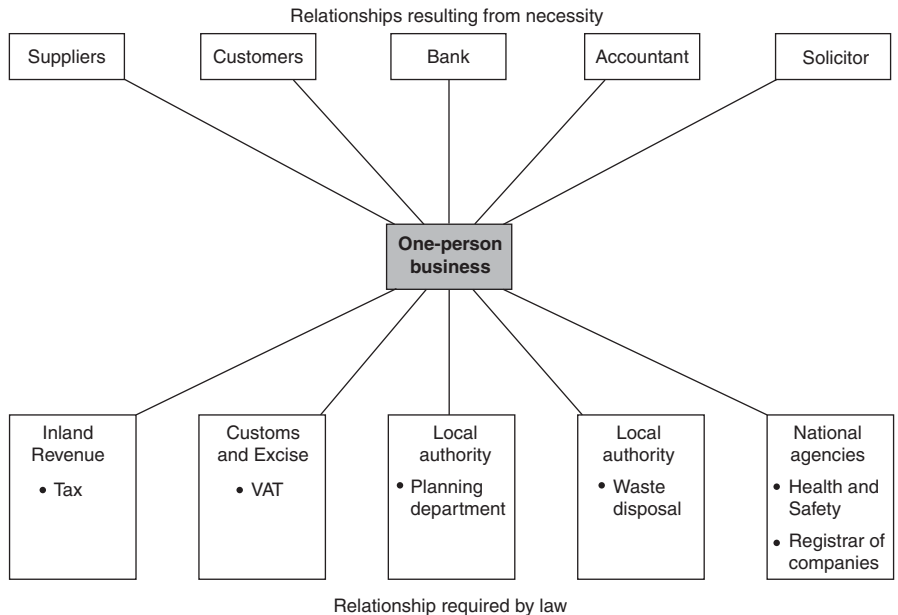 Relationships resulting from necessity
Suppliers
Customers
Bank
Accountant
Solicitor
One-person
business
Inland
Revenue
• Tax
Customs
and Excise
• VAT
Local
authority
• Planning
department
Local
authority
• Waste
disposal
National
agencies
• Health and
Safety
• Registrar of
companies
Relationship required by law